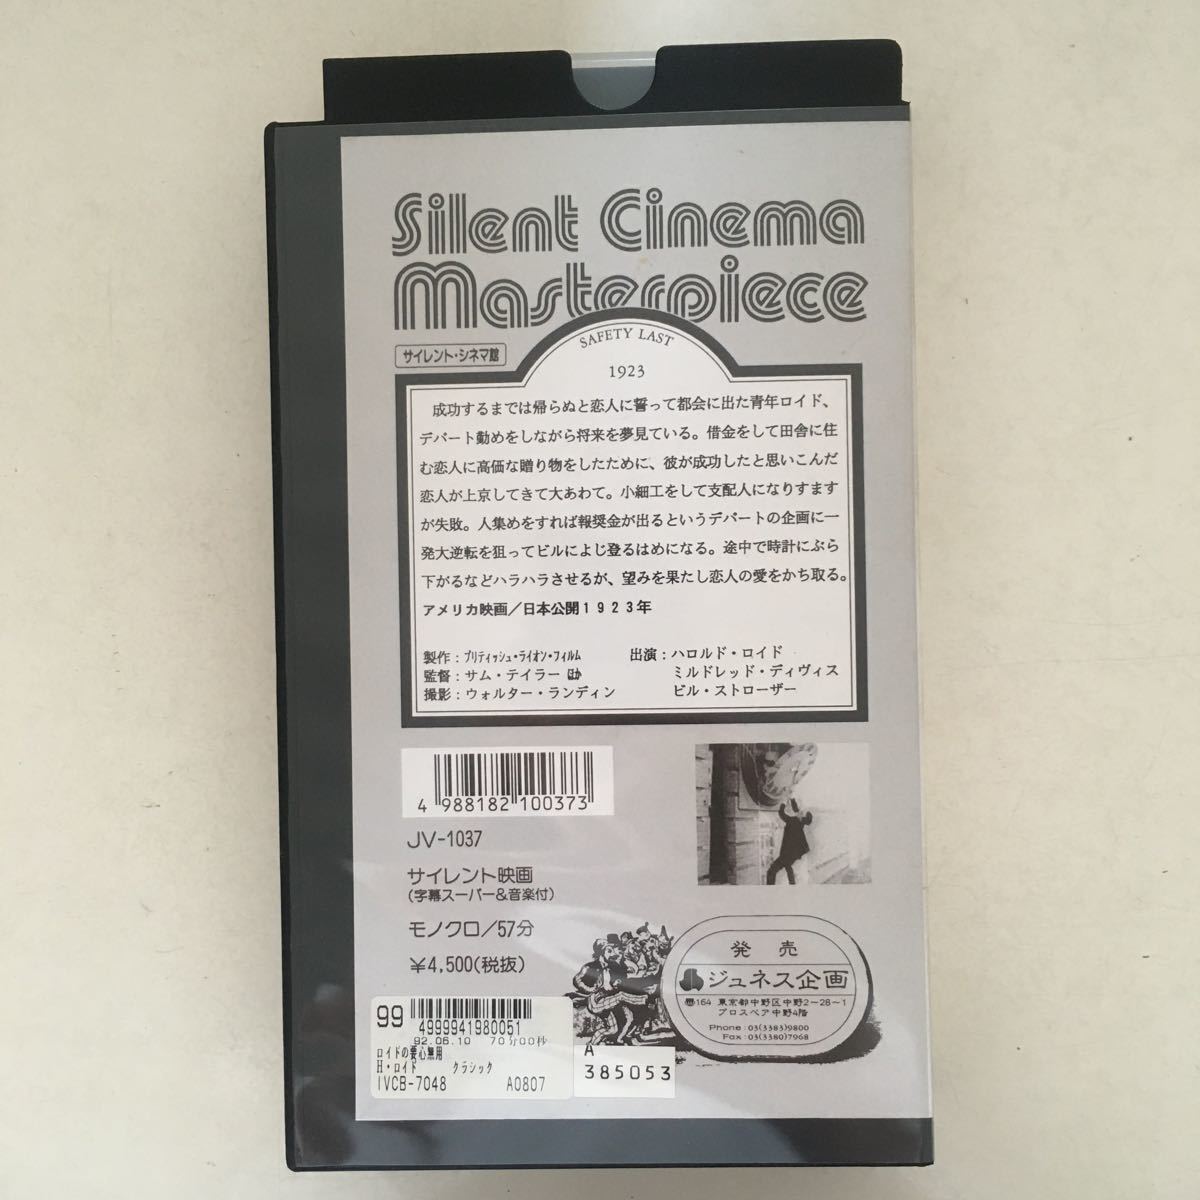 Silent Cinema
Masterpiece
サイレント・シネマ館
SAFETY LAST
1923
成功するまでは帰らぬと恋人に誓って都会に出た青年ロイド、
デパート勤めをしながら将来を夢見ている。借金をして田舎に住
む恋人に高価な贈り物をしたために、彼が成功したと思いこんだ
恋人が上京してきて大あわて。小細工をして支配人になりすます
が失敗。人集めをすれば報奨金が出るというデパートの企画に一
発大逆転を狙ってビルによじ登るはめになる。途中で時計にぶら
下がるなどハラハラさせるが、望みを果たし恋人の愛をかち取る。
アメリカ映画／日本公開1923年
製作：ブリティッシュ・ライオン・フィルム
監督：サム・テイラー ほか
撮影：ウォルター・ランディン
出演：ハロルド・ロイド
ミルドレッド・ディヴィス
ビル・ストローザー
4 988182 100373
JV-1037
サイレント映画
(字幕スーパー&音楽付)
モノクロ／57分
¥4,500(税抜)
発売
ジュネス企画
〠164 東京都中野区中野2〜28〜1
プロスペア中野4階
Phone：03(3383)9800
Fax：03(3380)7968
99
4999941980051
92.06.10 70分00秒
ロイドの要心無用
H・ロイド クラシック
IVCB-7048 A0807
A
385053